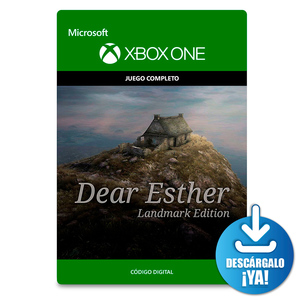 Microsoft
XBOX ONE
JUEGO COMPLETO
Dear Esther
Landmark Edition
DESCÁRGALO
¡YA!
CÓDIGO DIGITAL